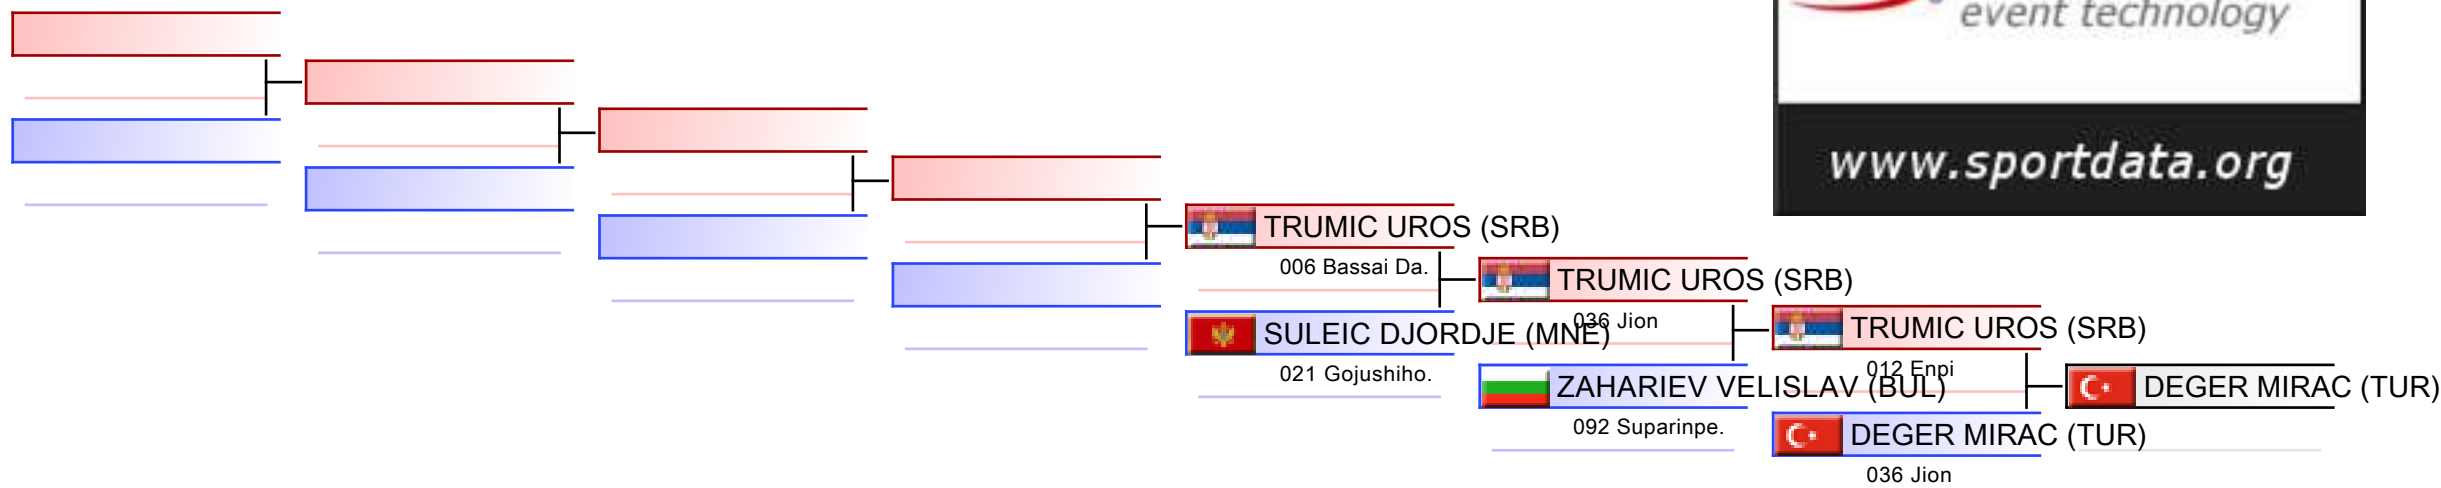 event technology
www.sportdata.org
TRUMIC UROS (SRB)
006 Bassai Da.
SULEIC DJORDJE (MNE)
021 Gojushiho.
TRUMIC UROS (SRB)
036 Jion
ZAHARIEV VELISLAV (BUL)
092 Suparinpe.
TRUMIC UROS (SRB)
012 Enpi
DEGER MIRAC (TUR)
036 Jion
DEGER MIRAC (TUR)